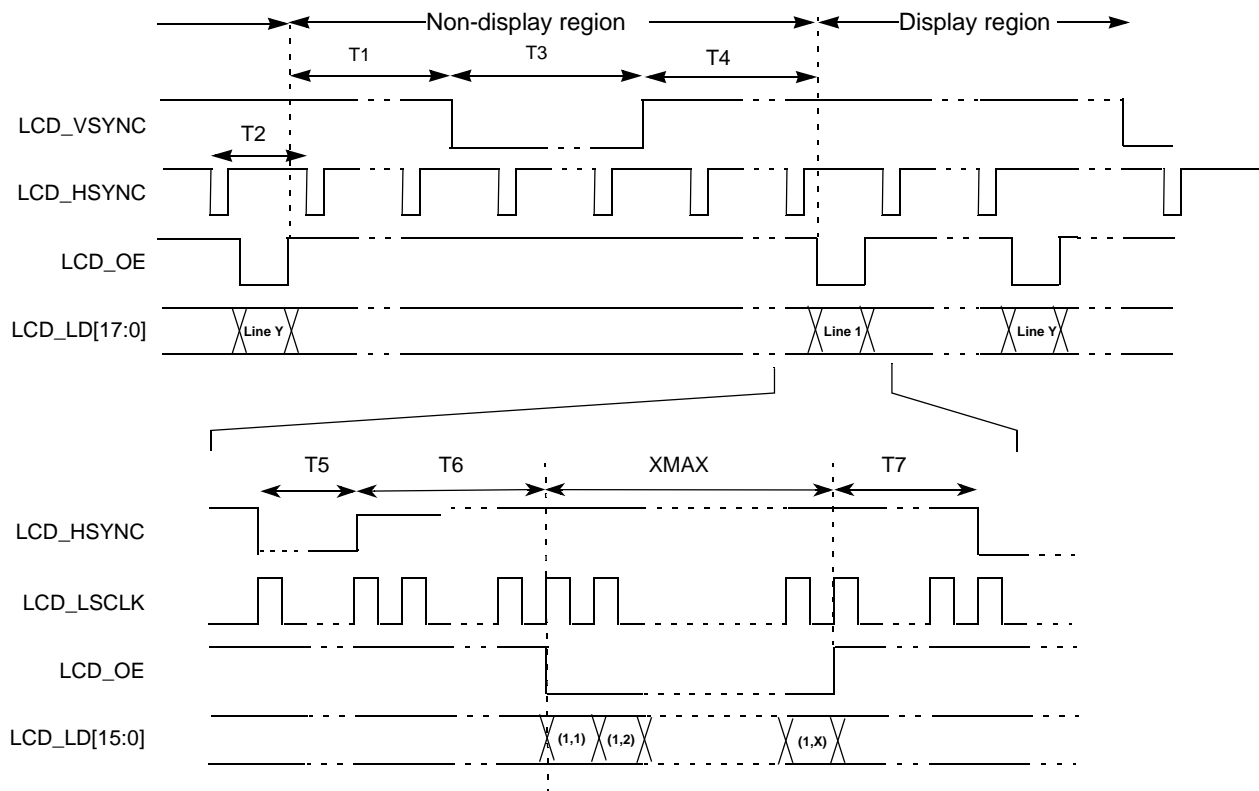 Non-display region
Display region
T1
T3
T4
LCD_VSYNC
T2
LCD_HSYNC
LCD_OE
LCD_LD[17:0]
Line Y
Line 1
Line Y
T5
T6
XMAX
T7
LCD_HSYNC
LCD_LSCLK
LCD_OE
LCD_LD[15:0]
(1,1)
(1,2)
(1,X)